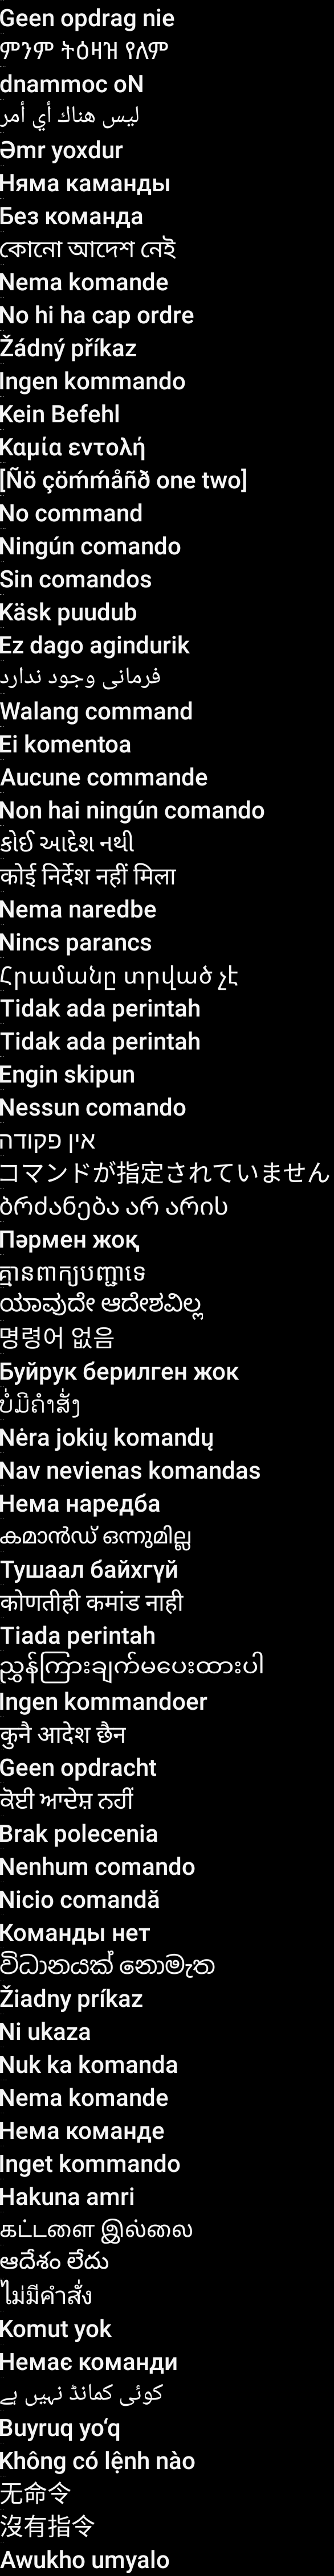 Geen opdrag nie
ምንም ትዕዛዝ የለም
dnammoc oN
ليس هناك أي أمر
Əmr yoxdur
Няма каманды
Без команда
কোনো আদেশ নেই
Nema komande
No hi ha cap ordre
Žádný příkaz
Ingen kommando
Kein Befehl
Καμία εντολή
[Ñö çöḿḿåñð one two]
No command
Ningún comando
Sin comandos
Käsk puudub
Ez dago agindurik
فرمانی وجود ندارد
Walang command
Ei komentoa
Aucune commande
Non hai ningún comando
કોઈ આદેશ નથી
कोई निर्देश नहीं मिला
Nema naredbe
Nincs parancs
Հրամանը տրված չէ
Tidak ada perintah
Tidak ada perintah
Engin skipun
Nessun comando
אין פקודה
コマンドが指定されていません
ბრძანება არ არის
Пәрмен жоқ
គ្មានពាក្យបញ្ជាទេ
ಯಾವುದೇ ಆದೇಶವಿಲ್ಲ
명령어 없음
Буйрук берилген жок
ບໍ່ມີຄຳສັ່ງ
Nėra jokių komandų
Nav nevienas komandas
Нема наредба
കമാൻഡ് ഒന്നുമില്ല
Тушаал байхгүй
कोणतीही कमांड नाही
Tiada perintah
ညွှန်ကြားချက်မပေးထားပါ
Ingen kommandoer
कुनै आदेश छैन
Geen opdracht
ਕੋਈ ਆਦੇਸ਼ ਨਹੀਂ
Brak polecenia
Nenhum comando
Nicio comandă
Команды нет
විධානයක් නොමැත
Žiadny príkaz
Ni ukaza
Nuk ka komanda
Nema komande
Нема команде
Inget kommando
Hakuna amri
கட்டளை இல்லை
ఆదేశం లేదు
ไม่มีคำสั่ง
Komut yok
Немає команди
کوئی کمانڈ نہیں ہے
Buyruq yo‘q
Không có lệnh nào
无命令
沒有指令
Awukho umyalo